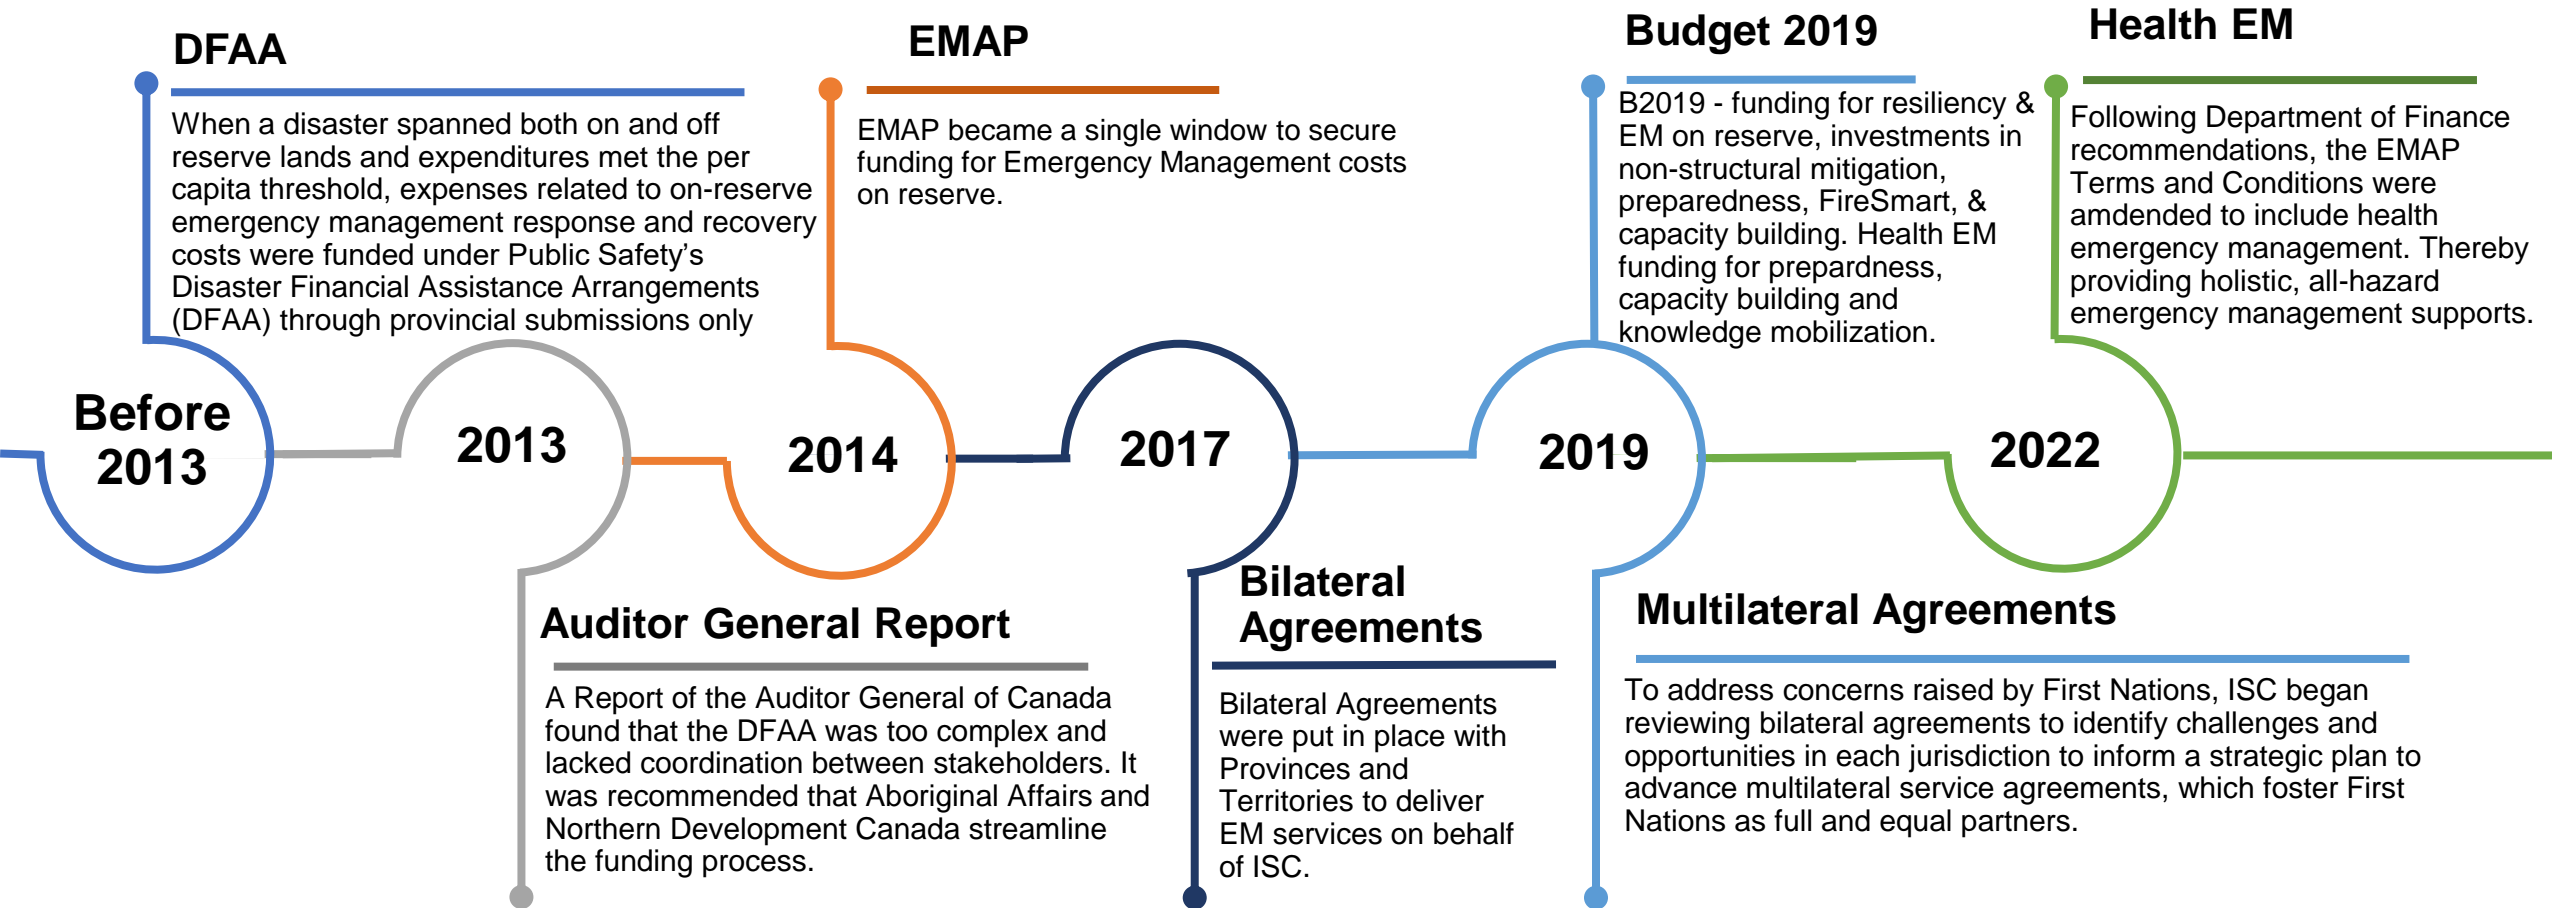 DFAA
When a disaster spanned both on and off
reserve lands and expenditures met the per
capita threshold, expenses related to on-reserve
emergency management response and recovery
costs were funded under Public Safety’s
Disaster Financial Assistance Arrangements
(DFAA) through provincial submissions only
EMAP
EMAP became a single window to secure
funding for Emergency Management costs
on reserve.
Budget 2019
B2019 - funding for resiliency &
EM on reserve, investments in
non-structural mitigation,
preparedness, FireSmart, &
capacity building. Health EM
funding for prepardness,
capacity building and
knowledge mobilization.
Health EM
Following Department of Finance
recommendations, the EMAP
Terms and Conditions were
amdended to include health
emergency management. Thereby
providing holistic, all-hazard
emergency management supports.
Before
2013
2013
2014
2017
2019
2022
Auditor General Report
A Report of the Auditor General of Canada
found that the DFAA was too complex and
lacked coordination between stakeholders. It
was recommended that Aboriginal Affairs and
Northern Development Canada streamline
the funding process.
Bilateral
Agreements
Bilateral Agreements
were put in place with
Provinces and
Territories to deliver
EM services on behalf
of ISC.
Multilateral Agreements
To address concerns raised by First Nations, ISC began
reviewing bilateral agreements to identify challenges and
opportunities in each jurisdiction to inform a strategic plan to
advance multilateral service agreements, which foster First
Nations as full and equal partners.